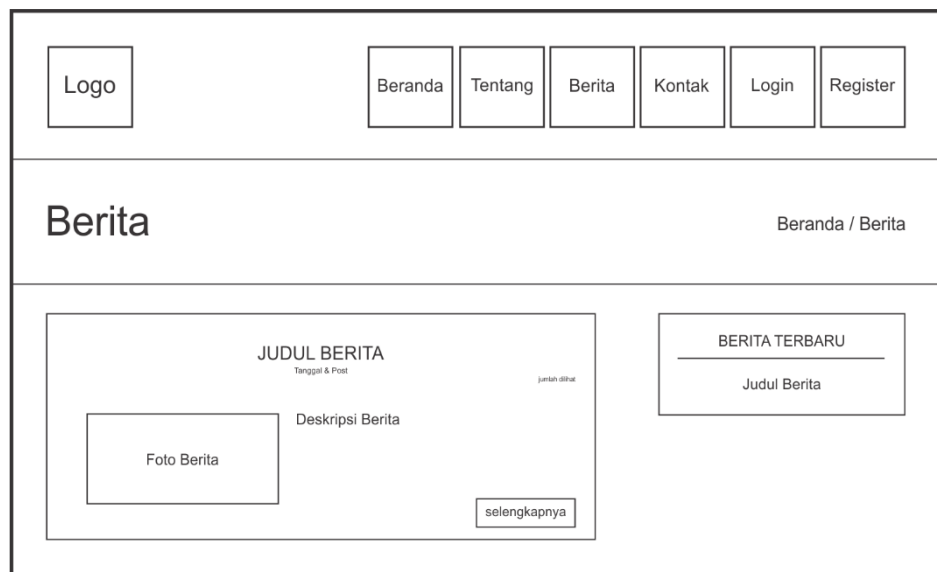 Logo
Beranda Tentang Berita Kontak Login Register
Berita
Beranda / Berita
JUDUL BERITA
Tanggal & Post
jumlah dilihat
Deskripsi Berita
Foto Berita
selengkapnya
BERITA TERBARU
Judul Berita